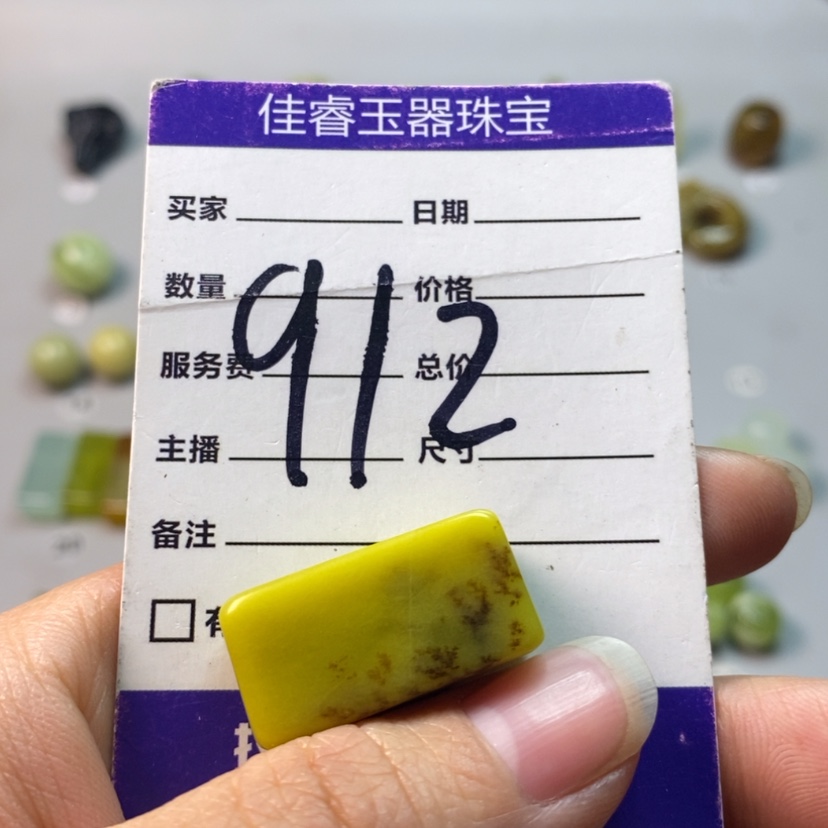 佳睿玉器珠宝
买家 日期
数量 价格
912
服务费 总价
主播 尺寸
备注